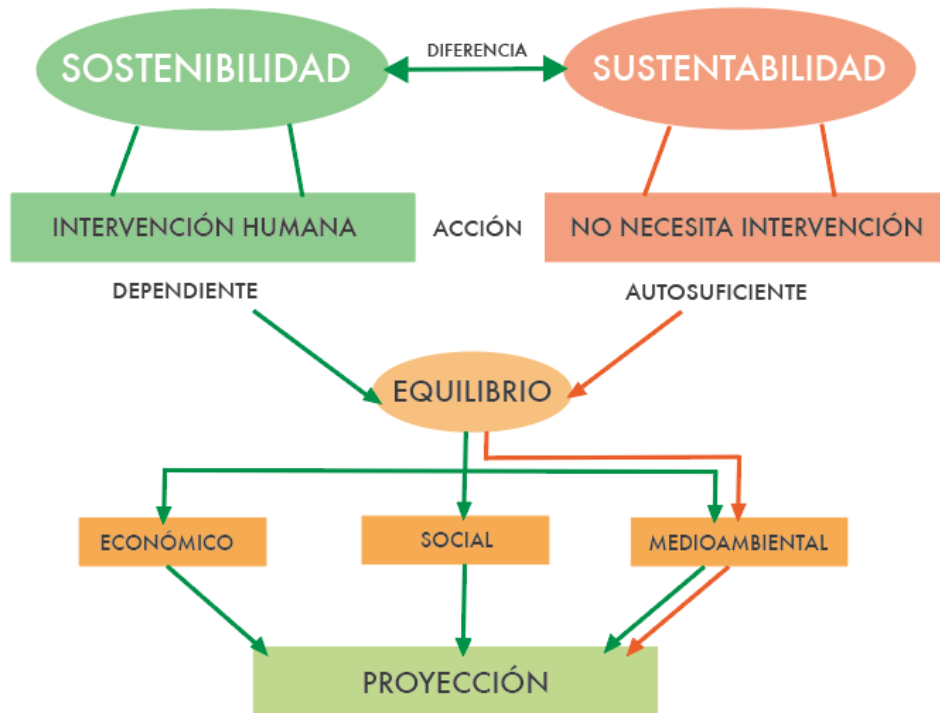 SOSTENIBILIDAD
DIFERENCIA
SUSTENTABILIDAD
INTERVENCIÓN HUMANA
ACCIÓN
NO NECESITA INTERVENCIÓN
DEPENDIENTE
AUTOSUFICIENTE
EQUILIBRIO
ECONÓMICO
SOCIAL
MEDIOAMBIENTAL
PROYECCIÓN